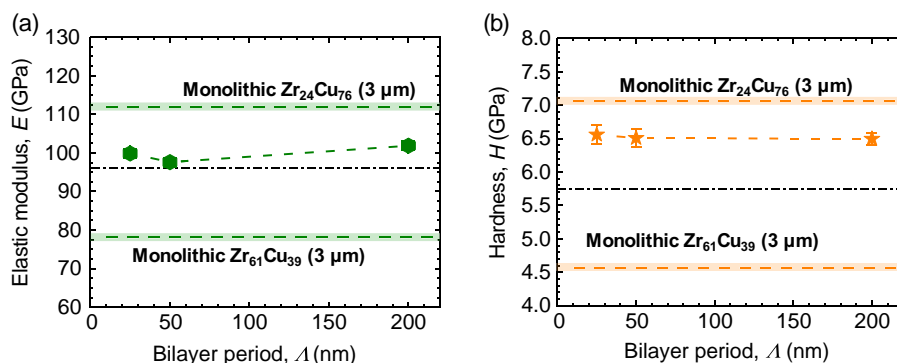 (a)
130
120
110
100
90
80
70
60
Elastic modulus, E (GPa)
Monolithic Zr24Cu76 (3 µm)
Monolithic Zr61Cu39 (3 µm)
0 50 100 150 200
Bilayer period, Λ (nm)
(b)
8.0
7.5
7.0
6.5
6.0
5.5
5.0
4.5
4.0
Hardness, H (GPa)
Monolithic Zr24Cu76 (3 µm)
Monolithic Zr61Cu39 (3 µm)
0 50 100 150 200
Bilayer period, Λ (nm)